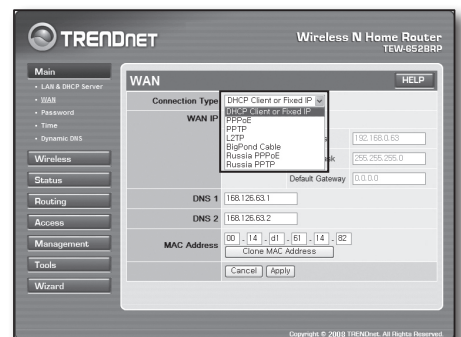 TRENDNET
Wireless N Home Router
TEW-652BRP
Main
• LAN & DHCP Server
• WAN
• Password
• Time
• Dynamic DNS
Wireless
Status
Routing
Access
Management
Tools
Wizard
WAN
HELP
Connection Type DHCP Client or Fixed IP
DHCP Client or Fixed IP
PPPoE
PPTP
L2TP
BigPond Cable
Russia PPPoE
Russia PPTP
WAN IP
192.168.0.63
255.255.255.0
Default Gateway 0.0.0.0
DNS 1 168.126.63.1
DNS 2 168.126.63.2
MAC Address 00 - 14 - d1 - 61 - 14 - 82
Clone MAC Address
Cancel Apply
Copyright © 2008 TRENDnet. All Rights Reserved.